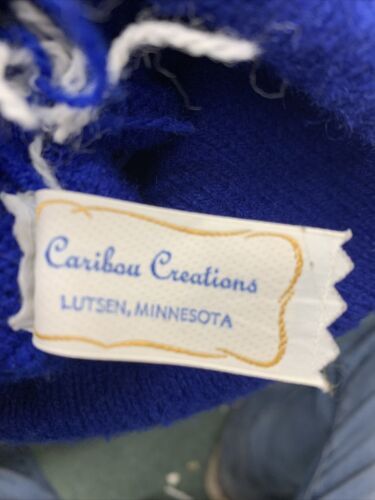 Caribou Creations
LUTSEN, MINNESOTA